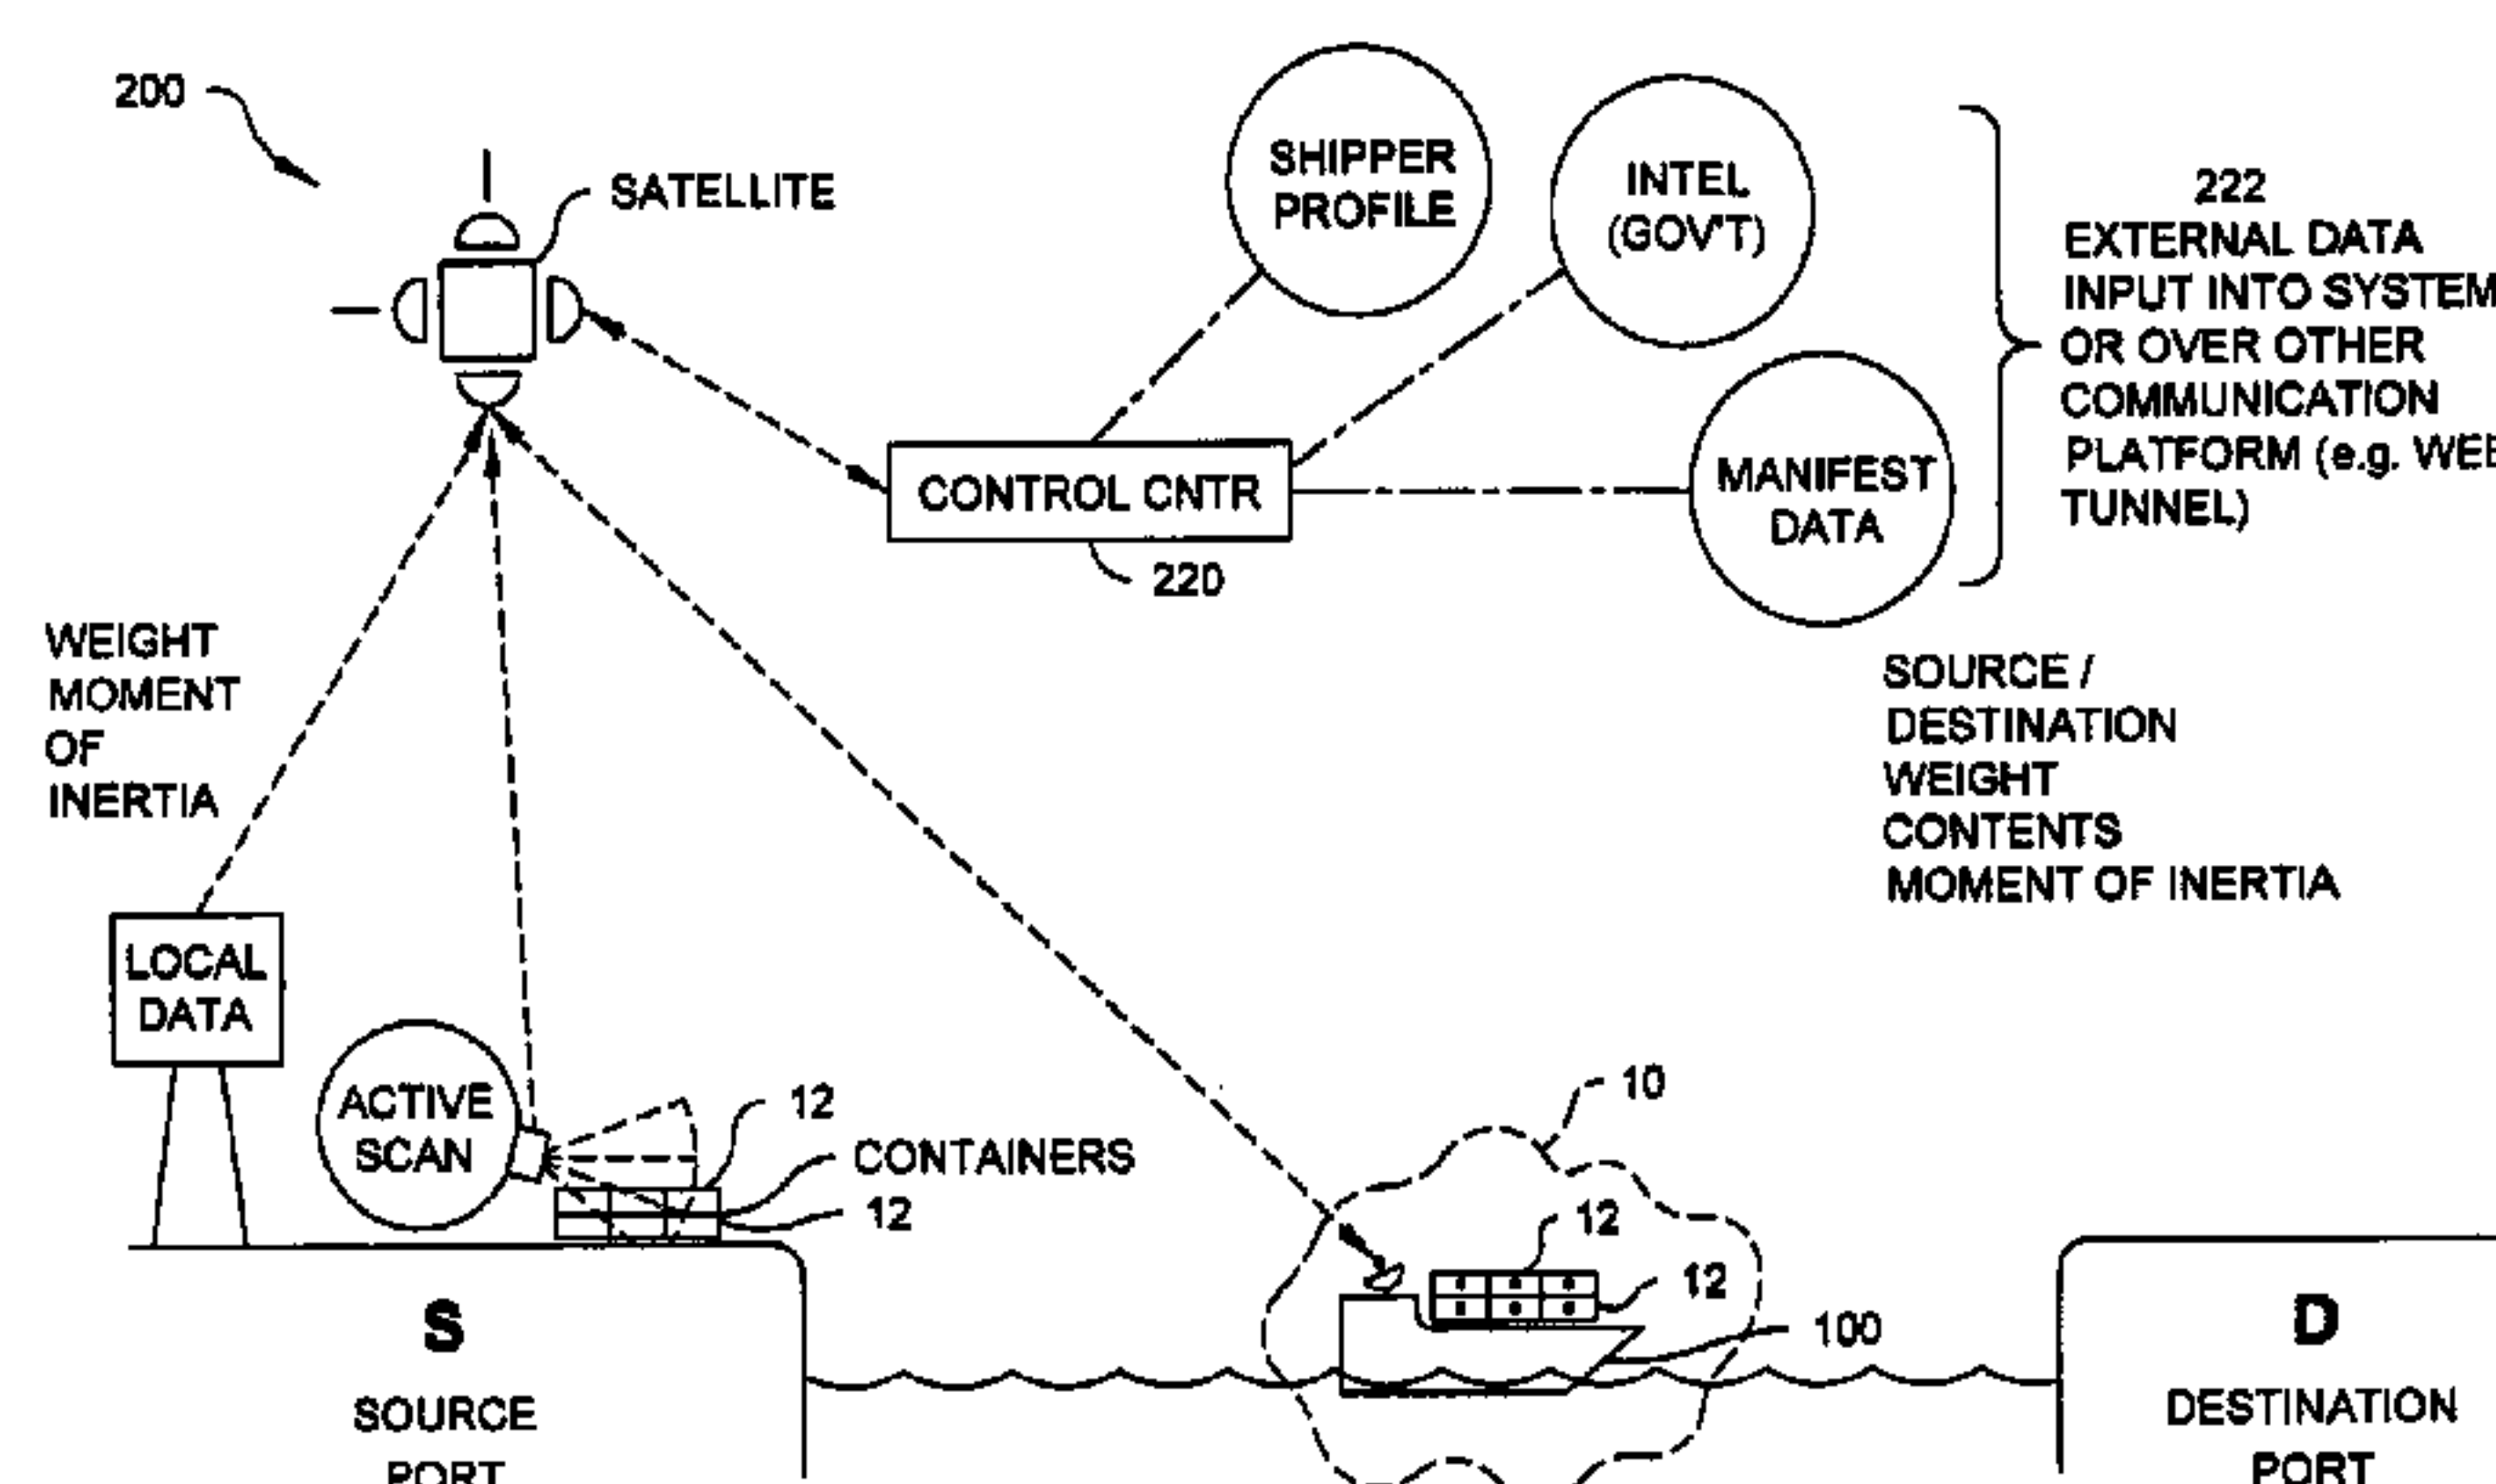 200
SATELLITE
SHIPPER
PROFILE
INTEL
(GOV'T)
222
EXTERNAL DATA
INPUT INTO SYSTEM
OR OVER OTHER
COMMUNICATION
PLATFORM (e.g. WEB
TUNNEL)
MANIFEST
DATA
CONTROL CNTR
220
WEIGHT
MOMENT
OF
INERTIA
SOURCE /
DESTINATION
WEIGHT
CONTENTS
MOMENT OF INERTIA
LOCAL
DATA
ACTIVE
SCAN
12
CONTAINERS
12
10
12
12
100
S
SOURCE
PORT
D
DESTINATION
PORT